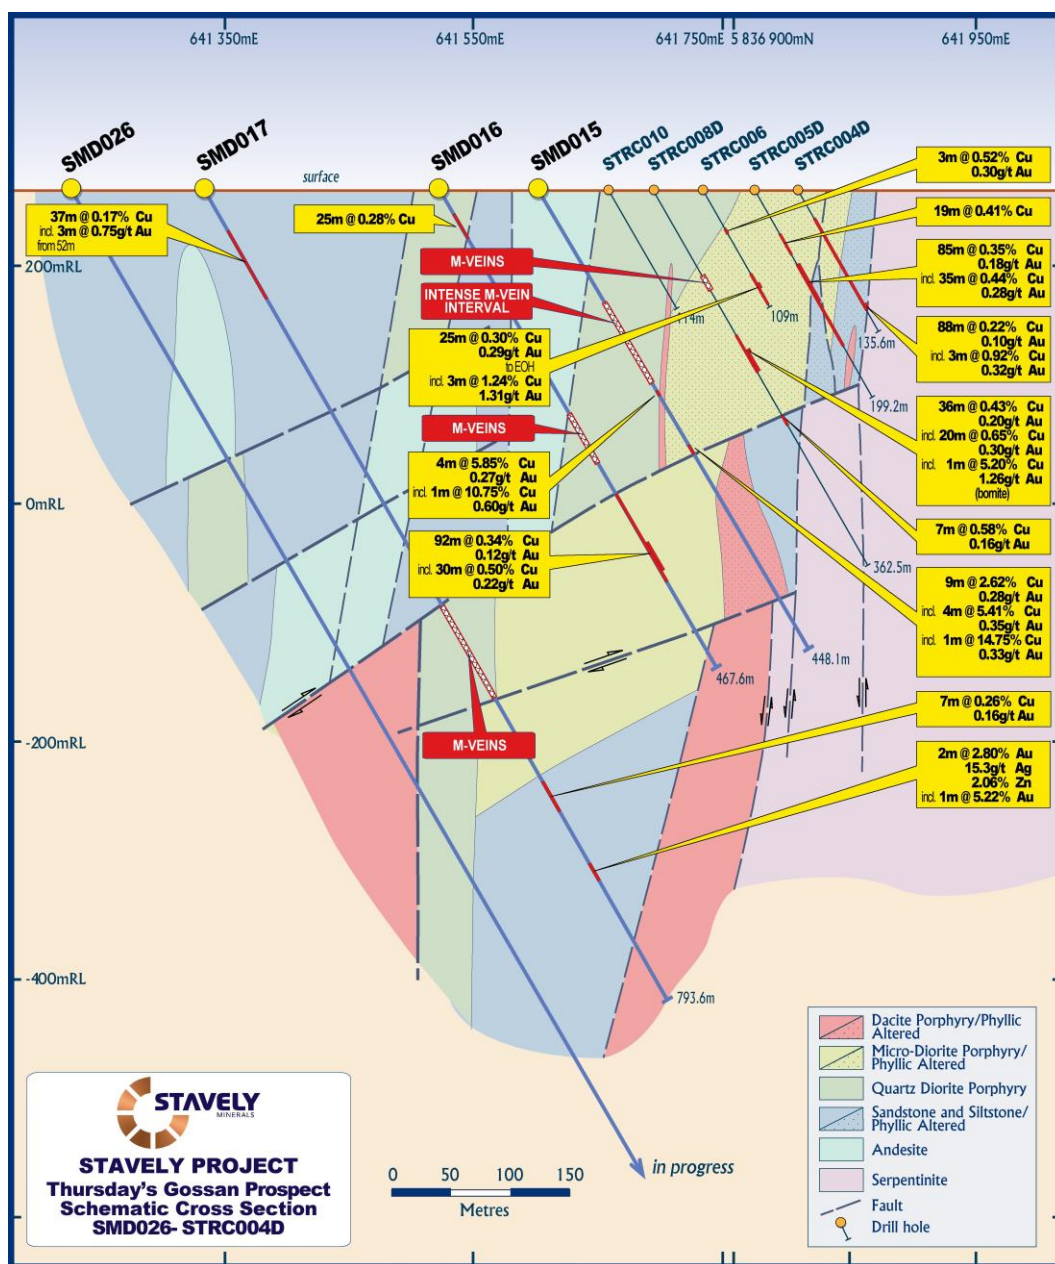 641 350mE
641 550mE
641 750mE 5 836 900mN
641 950mE
SMD026
SMD017
SMD016
SMD015
STRC010
STRC008D
STRC006
STRC005D
STRC004D
surface
200mRL
0mRL
-200mRL
-400mRL
37m @ 0.17% Cu
incl. 3m @ 0.75g/t Au
from 52m
25m @ 0.28% Cu
M-VEINS
INTENSE M-VEIN
INTERVAL
25m @ 0.30% Cu
0.29g/t Au
to EOH
incl. 3m @ 1.24% Cu
1.31g/t Au
M-VEINS
4m @ 5.85% Cu
0.27g/t Au
incl. 1m @ 10.75% Cu
0.60g/t Au
92m @ 0.34% Cu
0.12g/t Au
incl. 30m @ 0.50% Cu
0.22g/t Au
M-VEINS
3m @ 0.52% Cu
0.30g/t Au
19m @ 0.41% Cu
85m @ 0.35% Cu
0.18g/t Au
incl. 35m @ 0.44% Cu
0.28g/t Au
88m @ 0.22% Cu
0.10g/t Au
incl. 3m @ 0.92% Cu
0.32g/t Au
36m @ 0.43% Cu
0.20g/t Au
incl. 20m @ 0.65% Cu
0.30g/t Au
incl. 1m @ 5.20% Cu
1.26g/t Au
(bornite)
7m @ 0.58% Cu
0.16g/t Au
9m @ 2.62% Cu
0.28g/t Au
incl. 4m @ 5.41% Cu
0.35g/t Au
incl. 1m @ 14.75% Cu
0.33g/t Au
7m @ 0.26% Cu
0.16g/t Au
2m @ 2.80% Au
15.3g/t Ag
2.06% Zn
incl. 1m @ 5.22% Au
114m
109m
135.6m
199.2m
362.5m
448.1m
467.6m
793.6m
in progress
STAVELY
MINERALS
STAVELY PROJECT
Thursday's Gossan Prospect
Schematic Cross Section
SMD026- STRC004D
0 50 100 150
Metres
Dacite Porphyry/Phyllic
Altered
Micro-Diorite Porphyry/
Phyllic Altered
Quartz Diorite Porphyry
Sandstone and Siltstone/
Phyllic Altered
Andesite
Serpentinite
Fault
Drill hole